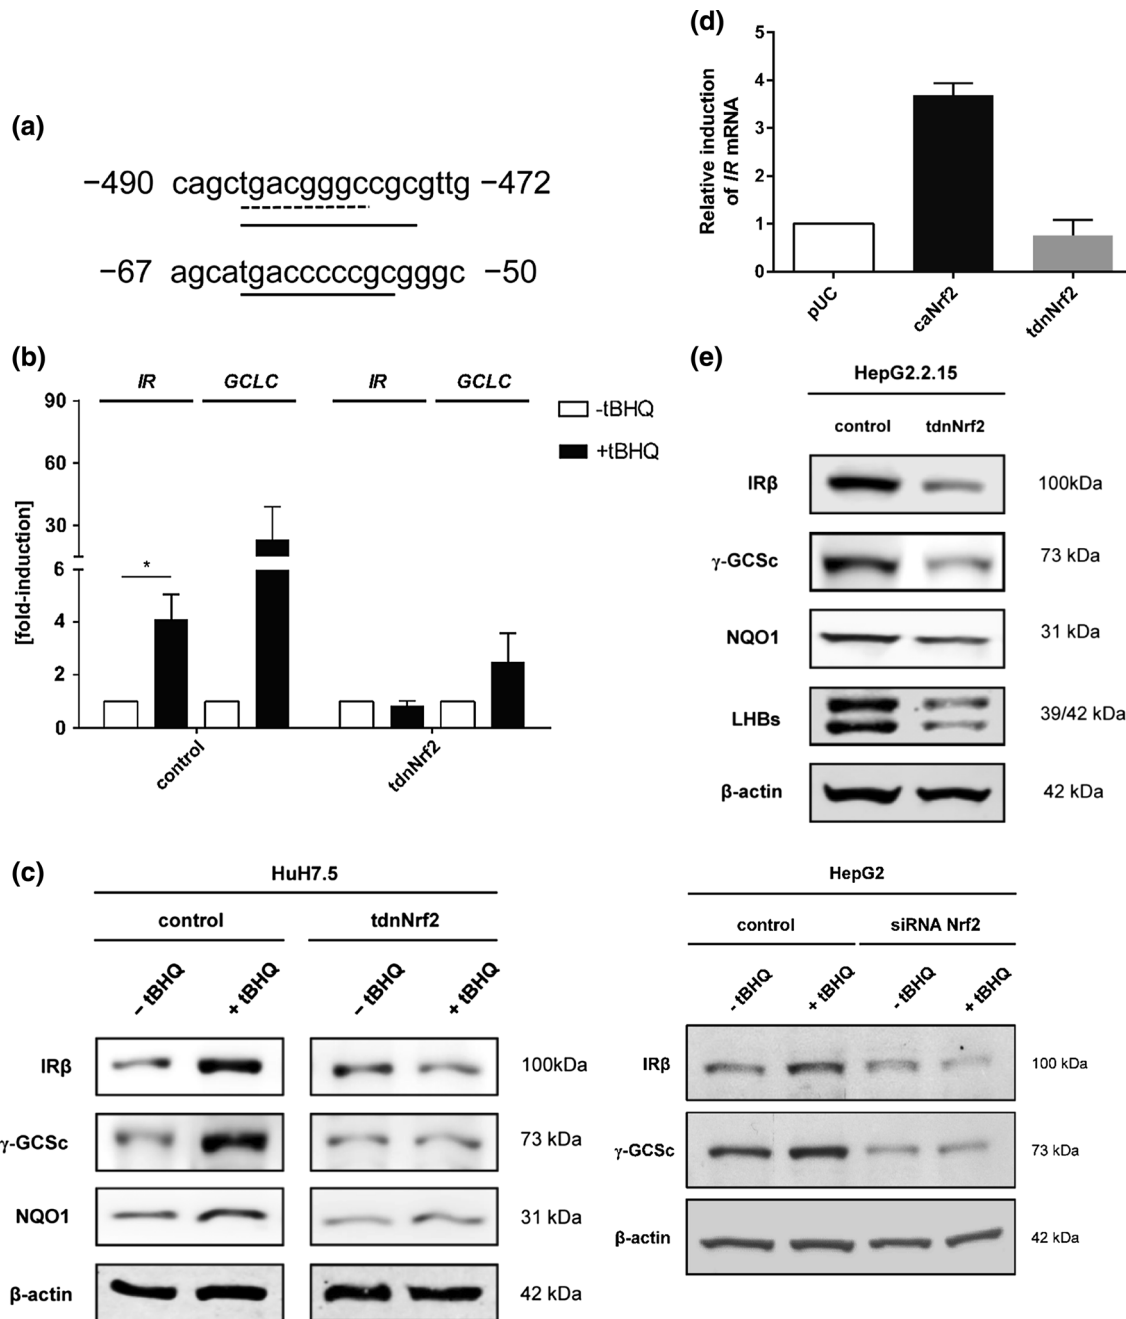 (a)
−490 cagctgacgggccgcgttg −472
−67 agcatgacccccgcgggc −50
(b)
IR GCLC IR GCLC
90
60
30
6
4
2
0
[fold-induction]
*
-tBHQ
+tBHQ
control
tdnNrf2
(c)
HuH7.5
control tdnNrf2
− tBHQ + tBHQ − tBHQ + tBHQ
IRβ 100kDa
γ-GCSc 73 kDa
NQO1 31 kDa
β-actin 42 kDa
HepG2
control siRNA Nrf2
- tBHQ + tBHQ - tBHQ + tBHQ
IRβ 100 kDa
γ-GCSc 73 kDa
β-actin 42 kDa
(d)
Relative induction
of IR mRNA
5
4
3
2
1
0
pUC
caNrf2
tdnNrf2
(e)
HepG2.2.15
control tdnNrf2
IRβ 100kDa
γ-GCSc 73 kDa
NQO1 31 kDa
LHBs 39/42 kDa
β-actin 42 kDa